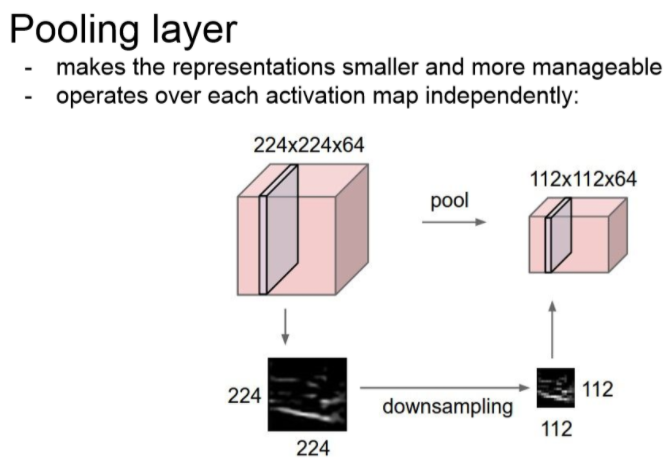 Pooling layer
- makes the representations smaller and more manageable
- operates over each activation map independently:
224x224x64
112x112x64
pool
224
downsampling
112
224
112